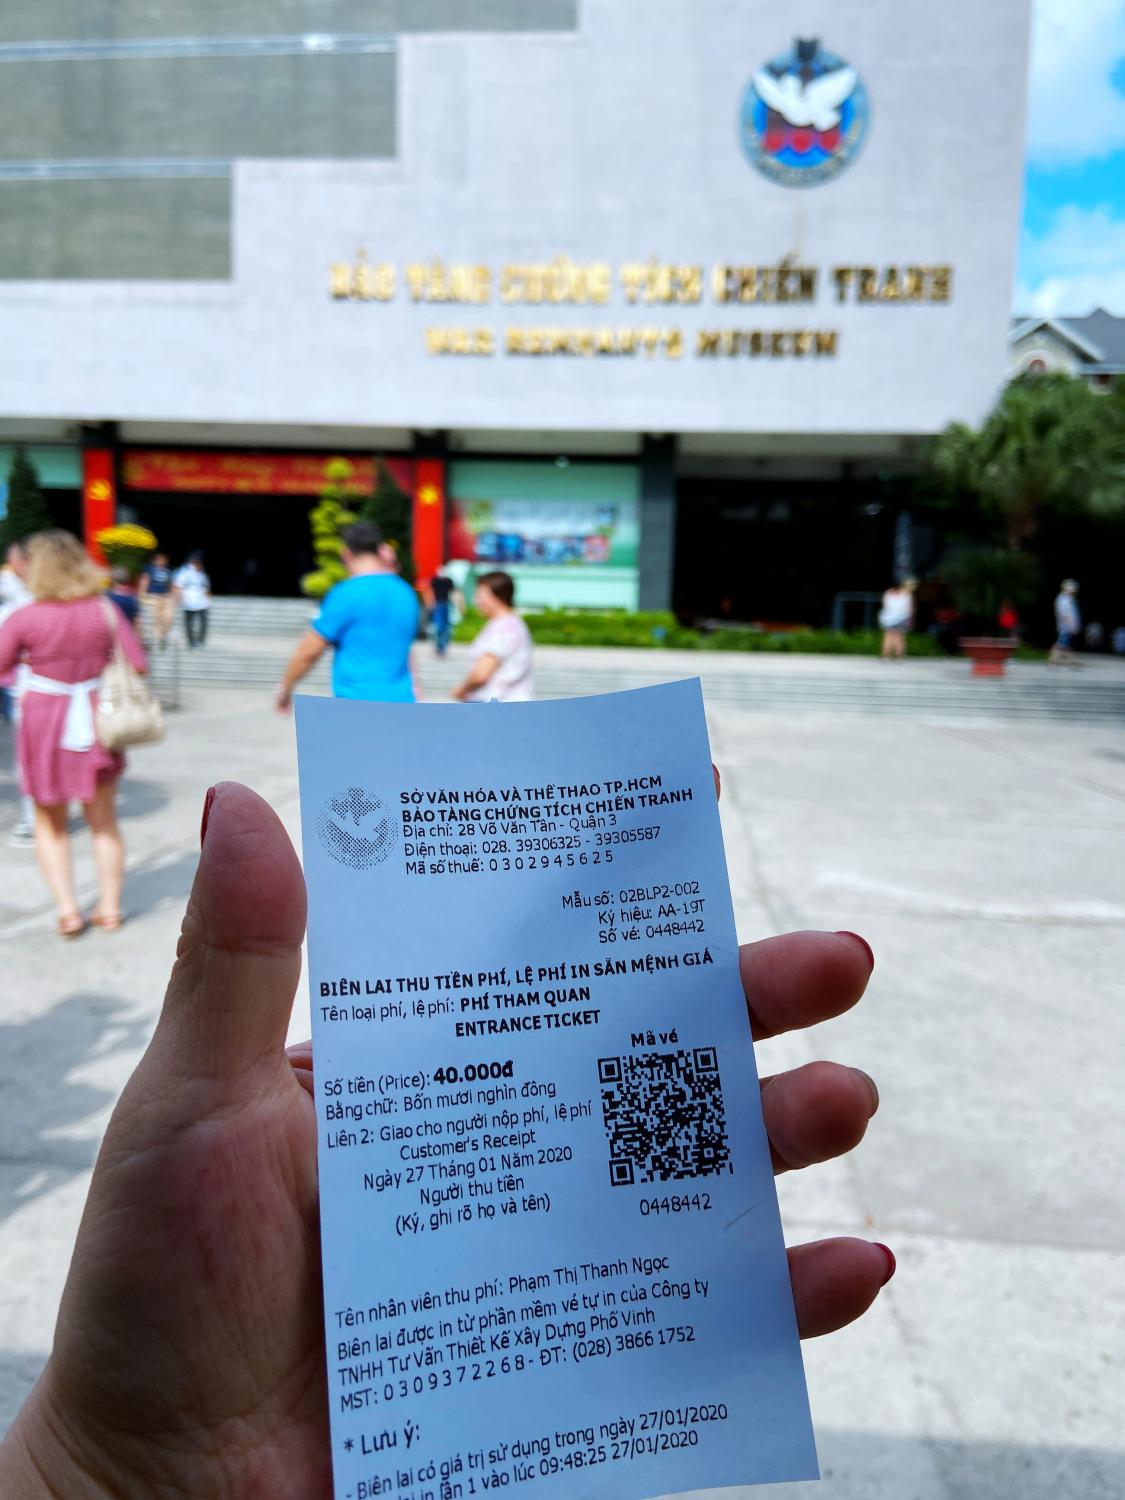 BẢO TÀNG CHỨNG TÍCH CHIẾN TRANH
WAR REMNANTS MUSEUM
SỞ VĂN HÓA VÀ THỂ THAO TP.HCM
BẢO TÀNG CHỨNG TÍCH CHIẾN TRANH
Địa chỉ: 28 Võ Văn Tần - Quận 3
Điện thoại: 028. 39306325 - 39305587
Mã số thuế: 0 3 0 2 9 4 5 6 2 5
Mẫu số: 02BLP2-002
Ký hiệu: AA-19T
Số vé: 0448442
BIÊN LAI THU TIỀN PHÍ, LỆ PHÍ IN SẴN MỆNH GIÁ
Tên loại phí, lệ phí: PHÍ THAM QUAN
ENTRANCE TICKET
Mã vé
Số tiền (Price): 40.000đ
Bằng chữ: Bốn mươi nghìn đồng
Liên 2: Giao cho người nộp phí, lệ phí
Customer's Receipt
Ngày 27 Tháng 01 Năm 2020
Người thu tiền
(Ký, ghi rõ họ và tên)
0448442
Tên nhân viên thu phí: Phạm Thị Thanh Ngọc
Biên lai được in từ phần mềm vé tự in của Công ty
TNHH Tư Vấn Thiết Kế Xây Dựng Phố Vinh
MST: 0 3 0 9 3 7 2 2 6 8 - ĐT: (028) 3866 1752
* Lưu ý:
- Biên lai có giá trị sử dụng trong ngày 27/01/2020
in lần 1 vào lúc 09:48:25 27/01/2020